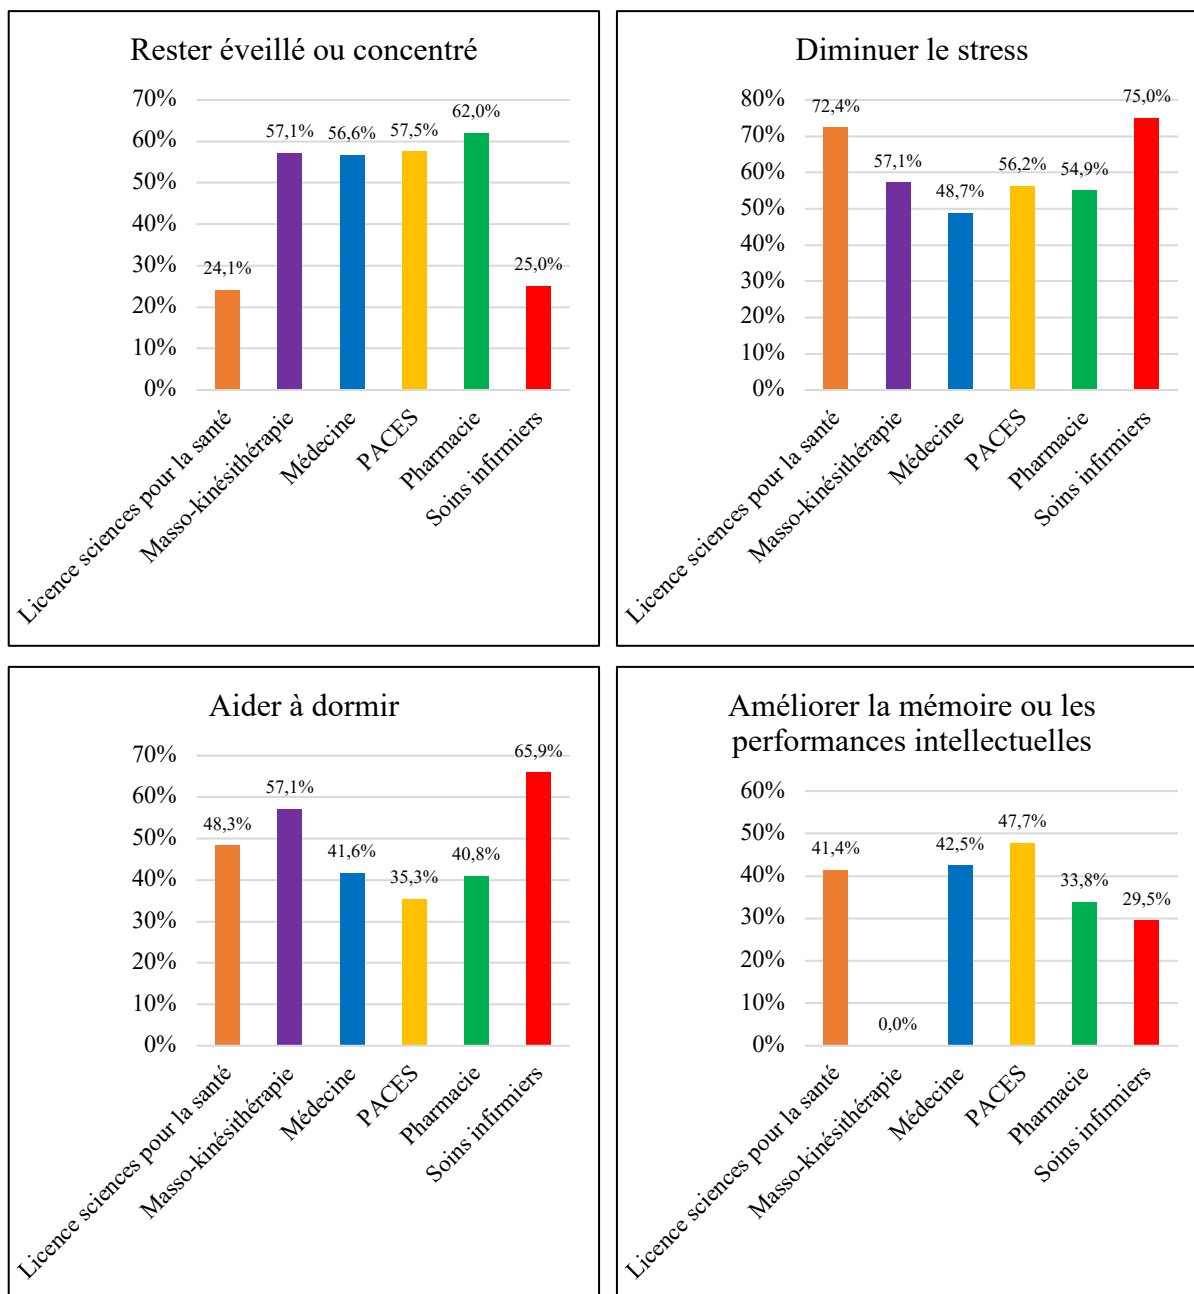 Rester éveillé ou concentré
70%
60%
50%
40%
30%
20%
10%
0%
24,1%
57,1%
56,6%
57,5%
62,0%
25,0%
Licence sciences pour la santé
Masso-kinésithérapie
Médecine
PACES
Pharmacie
Soins infirmiers
Diminuer le stress
80%
70%
60%
50%
40%
30%
20%
10%
0%
72,4%
57,1%
48,7%
56,2%
54,9%
75,0%
Licence sciences pour la santé
Masso-kinésithérapie
Médecine
PACES
Pharmacie
Soins infirmiers
Aider à dormir
70%
60%
50%
40%
30%
20%
10%
0%
48,3%
57,1%
41,6%
35,3%
40,8%
65,9%
Licence sciences pour la santé
Masso-kinésithérapie
Médecine
PACES
Pharmacie
Soins infirmiers
Améliorer la mémoire ou les
performances intellectuelles
60%
50%
40%
30%
20%
10%
0%
41,4%
0,0%
42,5%
47,7%
33,8%
29,5%
Licence sciences pour la santé
Masso-kinésithérapie
Médecine
PACES
Pharmacie
Soins infirmiers